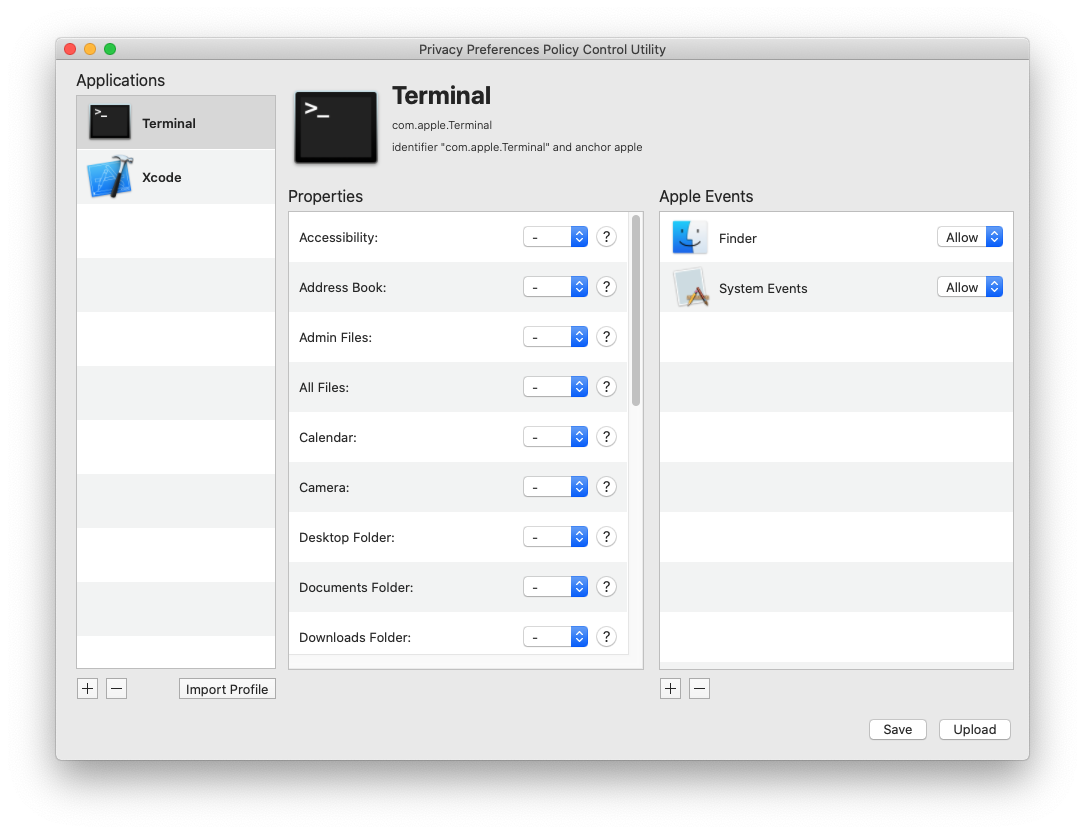 Privacy Preferences Policy Control Utility
Applications
>_
Terminal
Xcode
>_
Terminal
com.apple.Terminal
identifier "com.apple.Terminal" and anchor apple
Properties
Accessibility: - ?
Address Book: - ?
Admin Files: - ?
All Files: - ?
Calendar: - ?
Camera: - ?
Desktop Folder: - ?
Documents Folder: - ?
Downloads Folder: - ?
Apple Events
Finder Allow
System Events Allow
+ − Import Profile
+ −
Save Upload